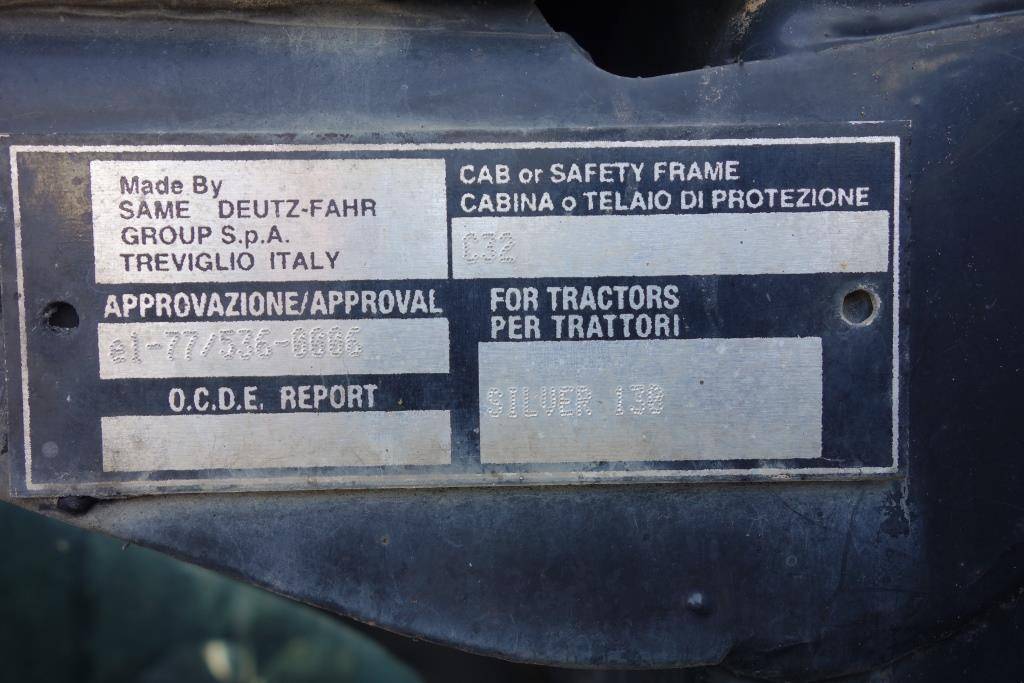 Made By
SAME DEUTZ-FAHR
GROUP S.p.A.
TREVIGLIO ITALY
CAB or SAFETY FRAME
CABINA o TELAIO DI PROTEZIONE
C32
APPROVAZIONE/APPROVAL
e1-77/536-0006
FOR TRACTORS
PER TRATTORI
SILVER 130
O.C.D.E. REPORT